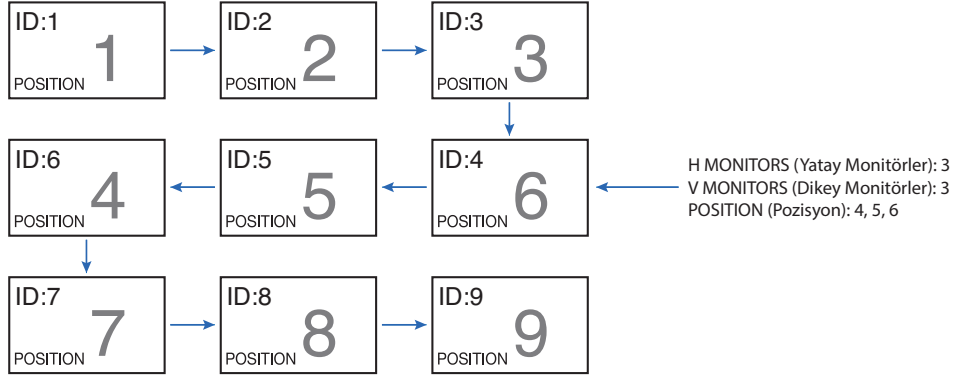 ID:1
1
POSITION
ID:2
2
POSITION
ID:3
3
POSITION
ID:6
4
POSITION
ID:5
5
POSITION
ID:4
6
POSITION
H MONITORS (Yatay Monitörler): 3
V MONITORS (Dikey Monitörler): 3
POSITION (Pozisyon): 4, 5, 6
ID:7
7
POSITION
ID:8
8
POSITION
ID:9
9
POSITION